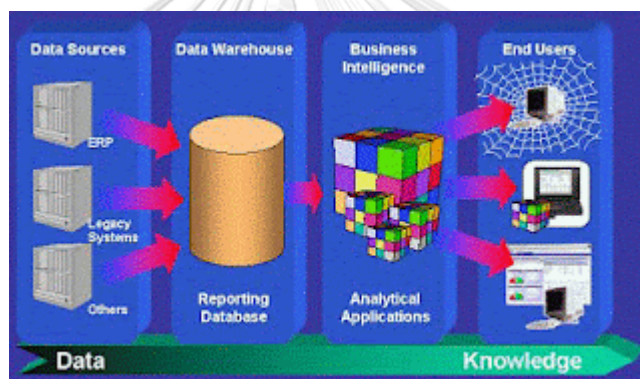 Data Sources
Data Warehouse
Business
Intelligence
End Users
ERP
Legacy
Systems
Others
Reporting
Database
Analytical
Applications
Data
Knowledge